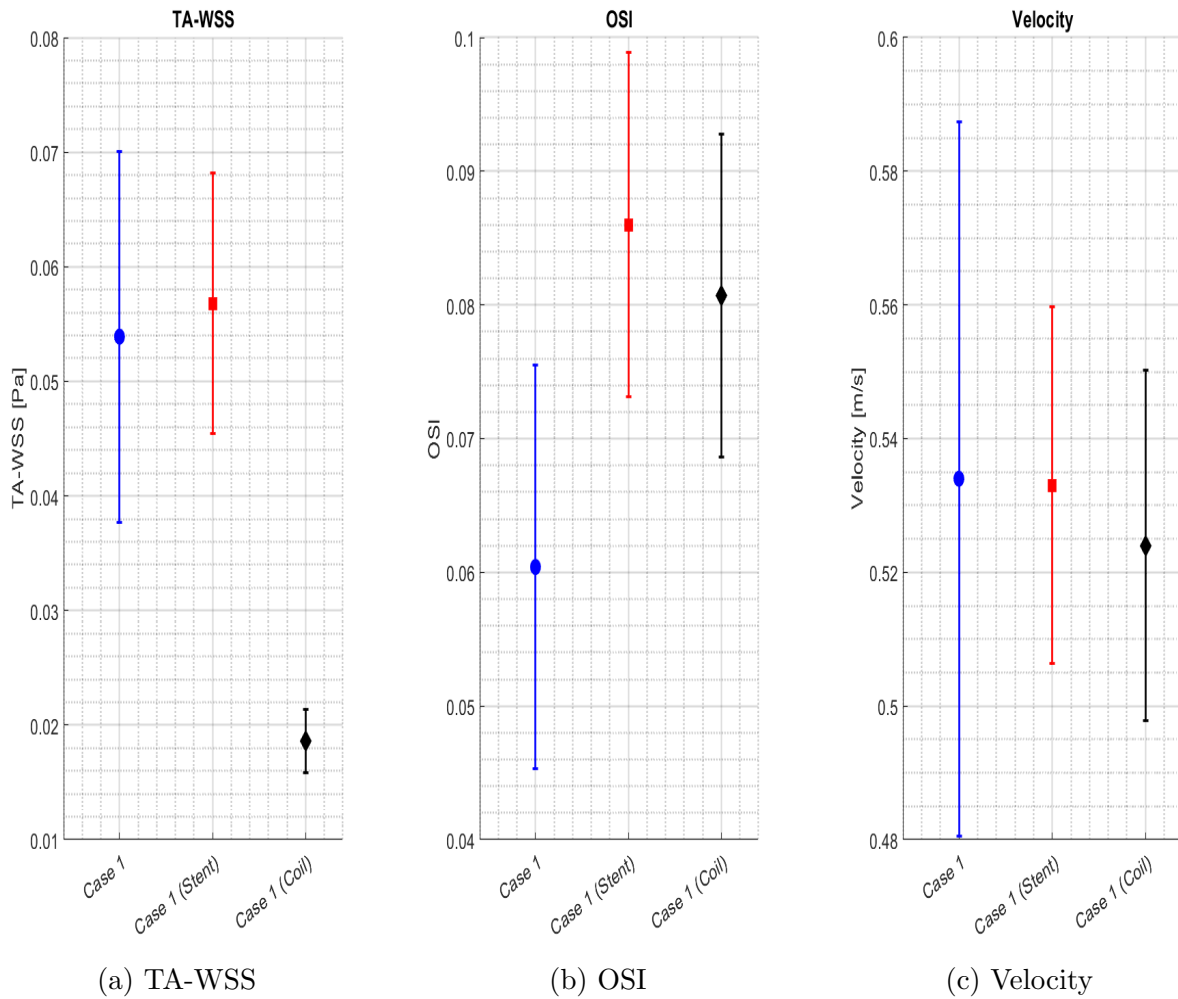 TA-WSS
OSI
Velocity
0.08
0.07
0.06
0.05
0.04
0.03
0.02
0.01
TA-WSS [Pa]
Case 1
Case 1 (Stent)
Case 1 (Coil)
0.1
0.09
0.08
0.07
0.06
0.05
0.04
OSI
Case 1
Case 1 (Stent)
Case 1 (Coil)
0.6
0.58
0.56
0.54
0.52
0.5
0.48
Velocity [m/s]
Case 1
Case 1 (Stent)
Case 1 (Coil)
(a) TA-WSS
(b) OSI
(c) Velocity